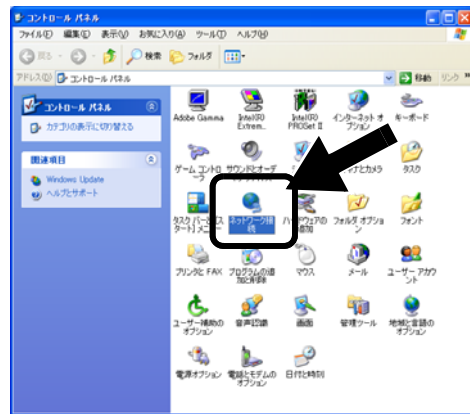 コントロール パネル
ファイル(F) 編集(E) 表示(V) お気に入り(A) ツール(T) ヘルプ(H)
戻る 検索 フォルダ
アドレス(D) コントロール パネル 移動 リンク »
コントロール パネル
カテゴリの表示に切り替える
関連項目
Windows Update
ヘルプとサポート
Adobe Gamma
Intel(R) Extrem...
Intel(R) PROSet II
インターネット オプション
キーボード
ゲーム コントローラ
サウンドとオーデ
ナとカメラ
タスク
タスク バーと [スタート] メニュー
ネットワーク接続
ハードウェアの追加
フォルダ オプション
フォント
プリンタと FAX
プログラムの追加と削除
マウス
メール
ユーザー アカウント
ユーザー補助のオプション
音声認識
画面
管理ツール
地域と言語のオプション
電源オプション
電話とモデムのオプション
日付と時刻